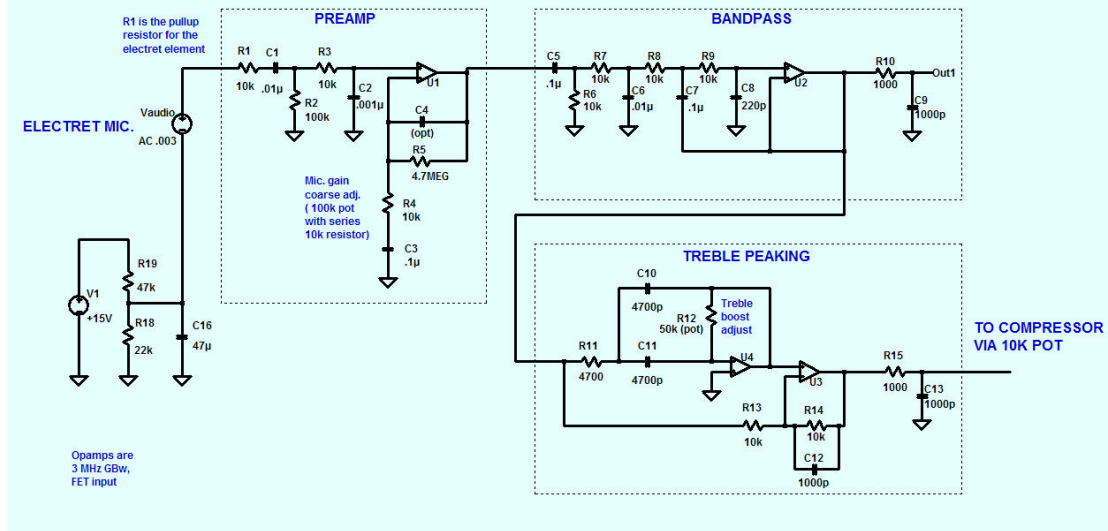 R1 is the pullup
resistor for the
electret element
PREAMP
BANDPASS
R1
10k
C1
.01µ
R3
10k
R2
100k
C2
.001µ
U1
C4
(opt)
R5
4.7MEG
R4
10k
C3
.1µ
Mic. gain
coarse adj.
( 100k pot
with series
10k resistor)
ELECTRET MIC.
Vaudio
AC .003
C5
.1µ
R7
10k
R6
10k
R8
10k
C6
.01µ
R9
10k
C7
.1µ
C8
220p
U2
R10
1000
Out1
C9
1000p
V1
+15V
R19
47k
R18
22k
C16
47µ
Opamps are
3 MHz GBw,
FET input
TREBLE PEAKING
C10
4700p
R12
50k (pot)
Treble
boost
adjust
R11
4700
C11
4700p
U4
U3
R13
10k
R14
10k
C12
1000p
R15
1000
C13
1000p
TO COMPRESSOR
VIA 10K POT